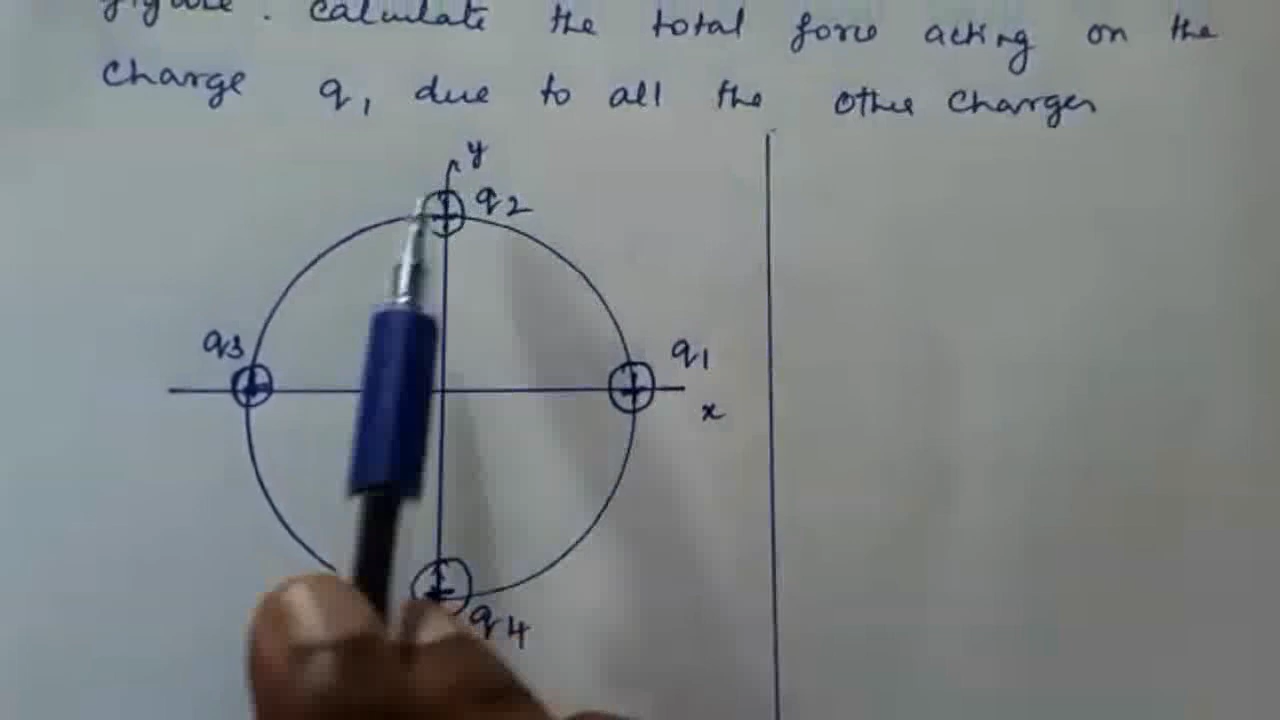 figure. Calculate the total force acting on the
charge q1 due to all the other charges
y
q2
q3
q1
x
q4